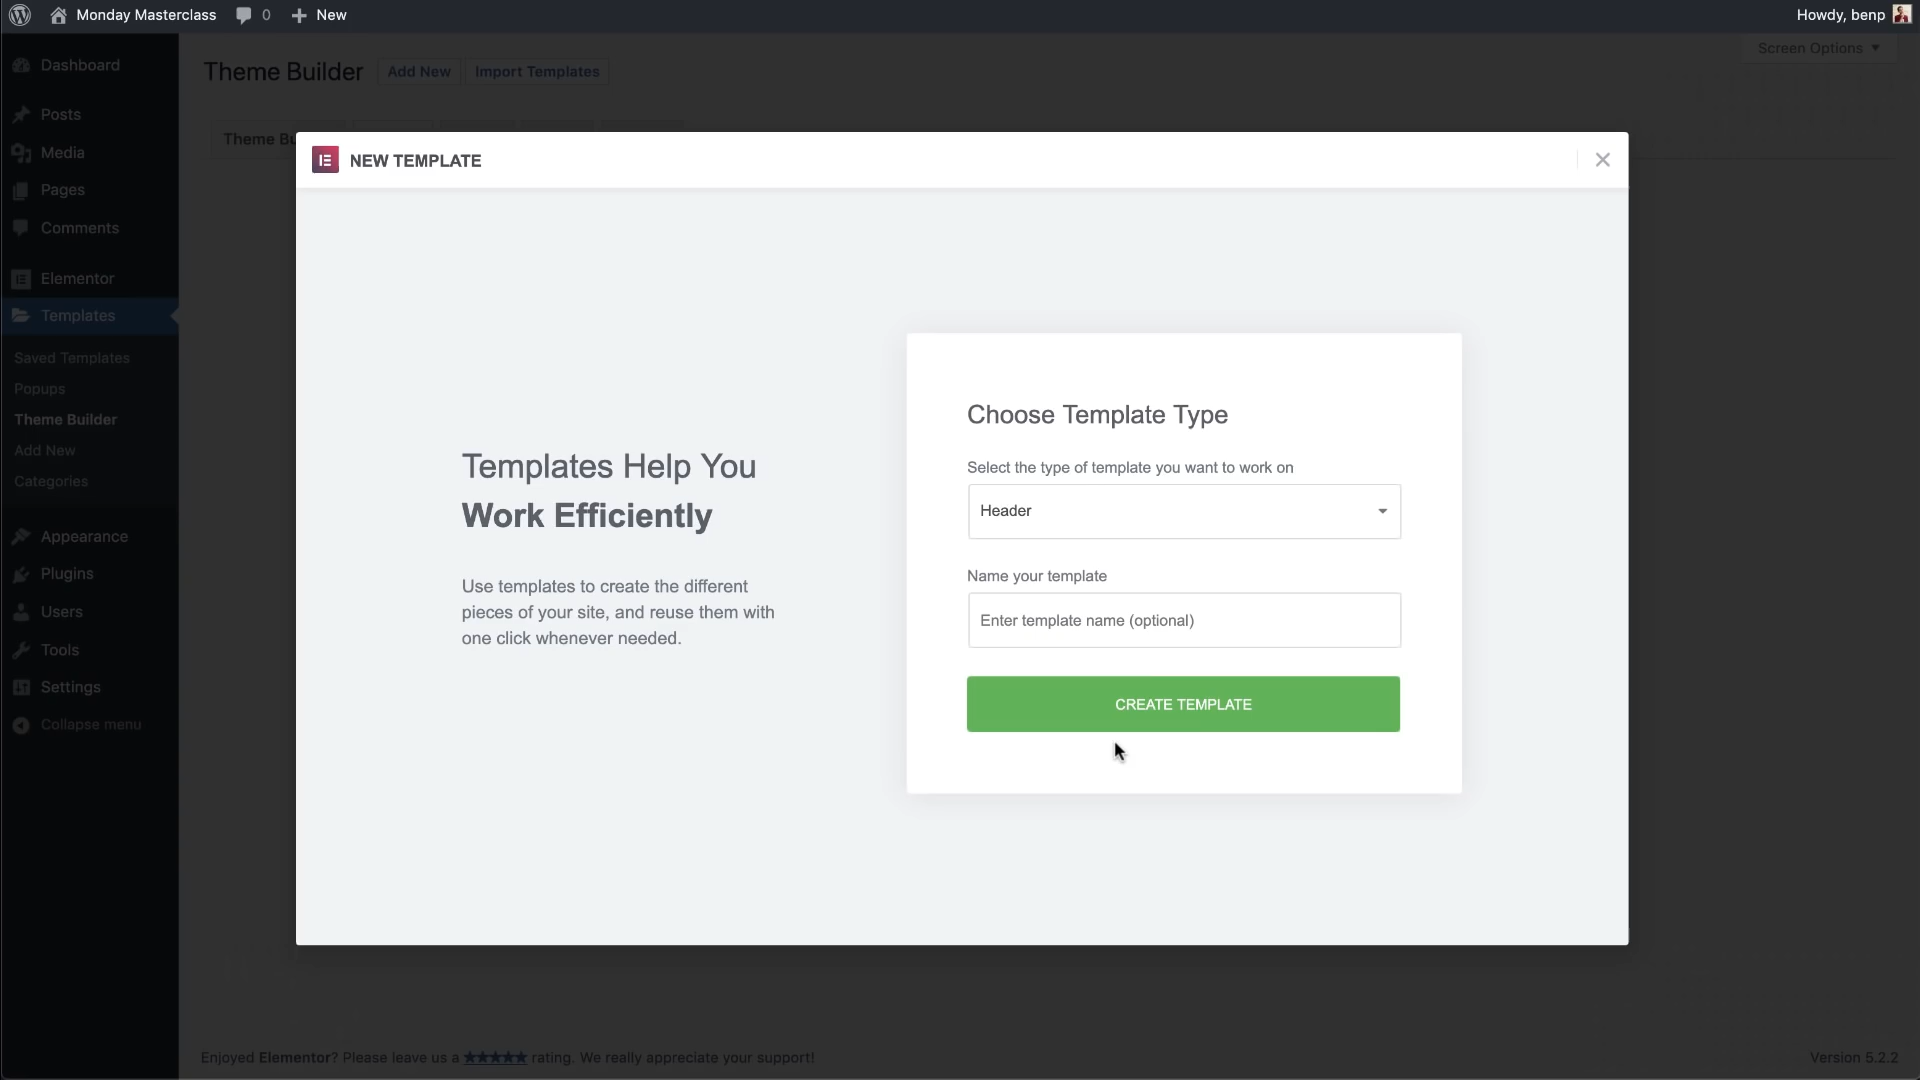 Monday Masterclass 0 New Howdy, benp
Screen Options
Theme Builder Add New Import Templates
Dashboard
Posts
Media
Pages
Comments
Elementor
Templates
Saved Templates
Popups
Theme Builder
Add New
Categories
Appearance
Plugins
Users
Tools
Settings
Collapse menu
NEW TEMPLATE
Templates Help You
Work Efficiently
Use templates to create the different
pieces of your site, and reuse them with
one click whenever needed.
Choose Template Type
Select the type of template you want to work on
Header
Name your template
Enter template name (optional)
CREATE TEMPLATE
Enjoyed Elementor? Please leave us a ★★★★★ rating. We really appreciate your support!
Version 5.2.2